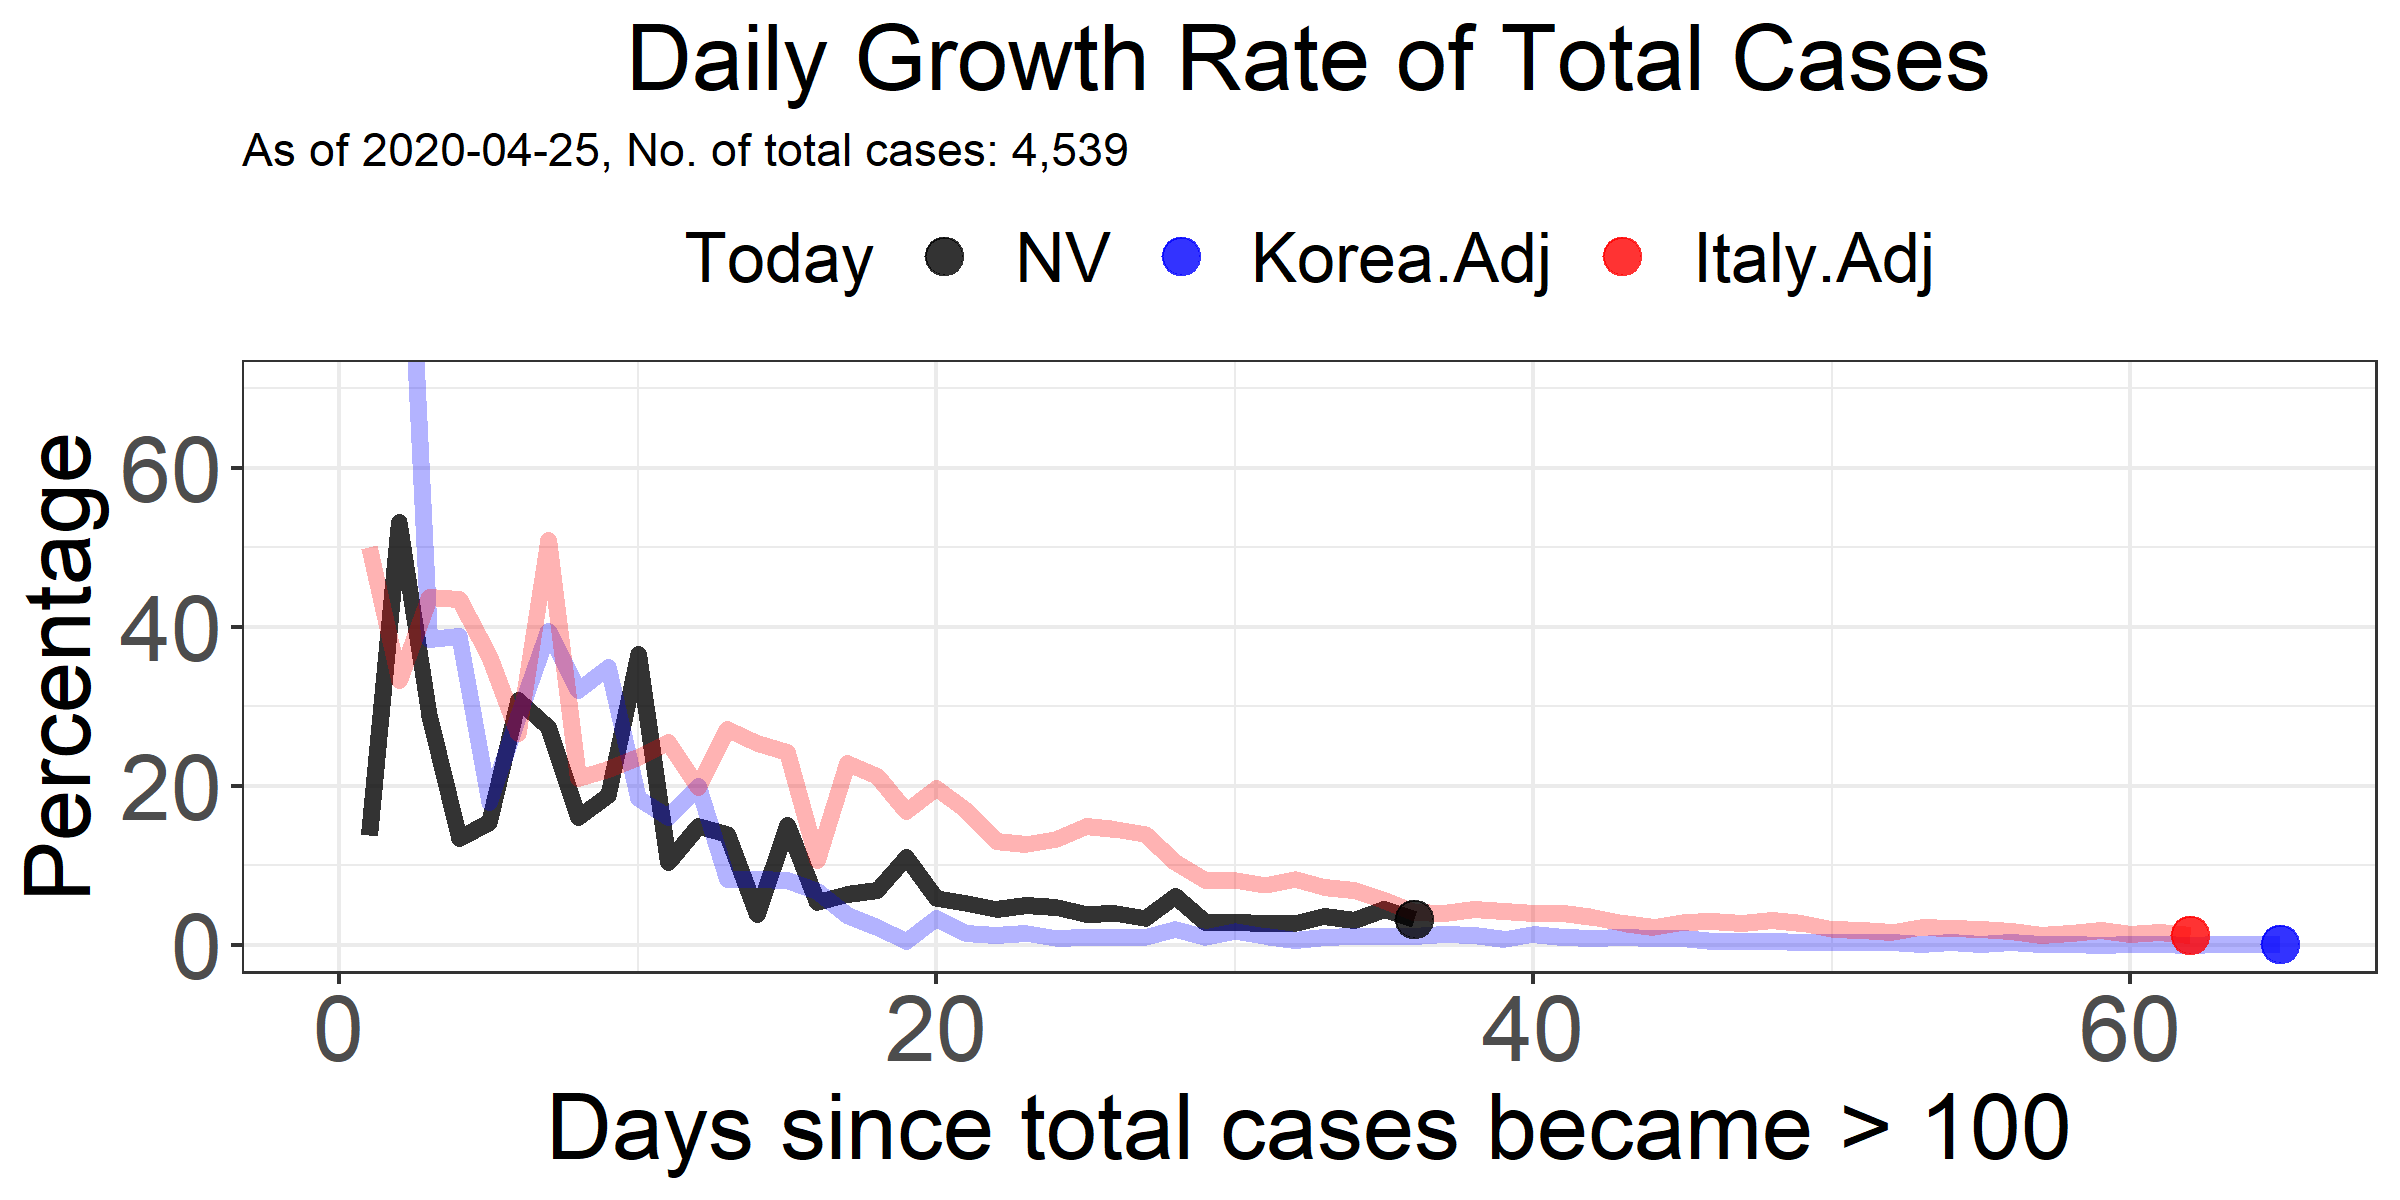 Daily Growth Rate of Total Cases
As of 2020-04-25, No. of total cases: 4,539
Today NV Korea.Adj Italy.Adj
Percentage
60
40
20
0
0 20 40 60
Days since total cases became > 100